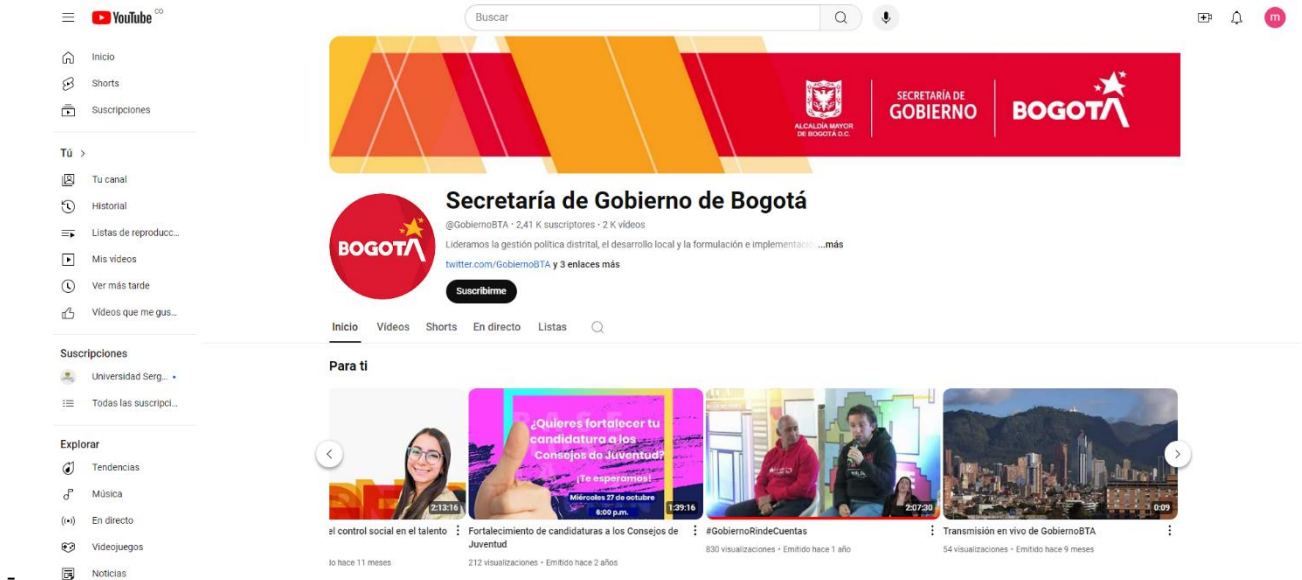 YouTube CO
Buscar
m
Inicio
Shorts
Suscripciones
Tú >
Tu canal
Historial
Listas de reproducc...
Mis vídeos
Ver más tarde
Vídeos que me gus...
Suscripciones
Universidad Serg...
Todas las suscripci...
Explorar
Tendencias
Música
En directo
Videojuegos
Noticias
ALCALDÍA MAYOR
DE BOGOTÁ D.C.
SECRETARÍA DE
GOBIERNO
BOGOTÁ
BOGOTÁ
Secretaría de Gobierno de Bogotá
@GobiernoBTA • 2,41 K suscriptores • 2 K vídeos
Lideramos la gestión política distrital, el desarrollo local y la formulación e implementació ...más
twitter.com/GobiernoBTA y 3 enlaces más
Suscribirme
Inicio Vídeos Shorts En directo Listas
Para ti
2:13:16
el control social en el talento
do hace 11 meses
¿Quieres fortalecer tu
candidatura a los
Consejos de Juventud?
¡Te esperamos!
Miércoles 27 de octubre
6:00 p.m.
1:39:16
Fortalecimiento de candidaturas a los Consejos de
Juventud
212 visualizaciones • Emitido hace 2 años
2:07:30
#GobiernoRindeCuentas
830 visualizaciones • Emitido hace 1 año
0:09
Transmisión en vivo de GobiernoBTA
54 visualizaciones • Emitido hace 9 meses
-